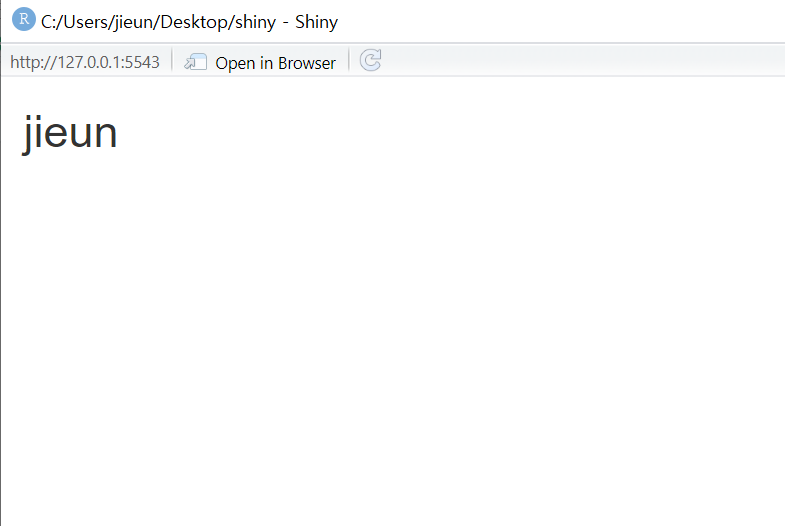 R C:/Users/jieun/Desktop/shiny - Shiny
http://127.0.0.1:5543 Open in Browser
jieun